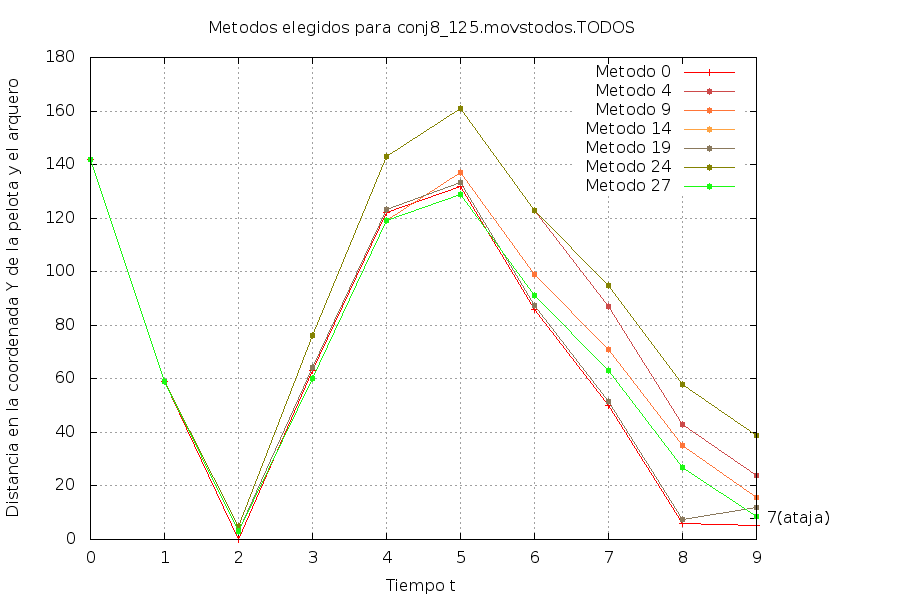 Metodos elegidos para conj8_125.movstodos.TODOS
Distancia en la coordenada Y de la pelota y el arquero
180
160
140
120
100
80
60
40
20
0
Metodo 0
Metodo 4
Metodo 9
Metodo 14
Metodo 19
Metodo 24
Metodo 27
7(ataja)
0 1 2 3 4 5 6 7 8 9
Tiempo t